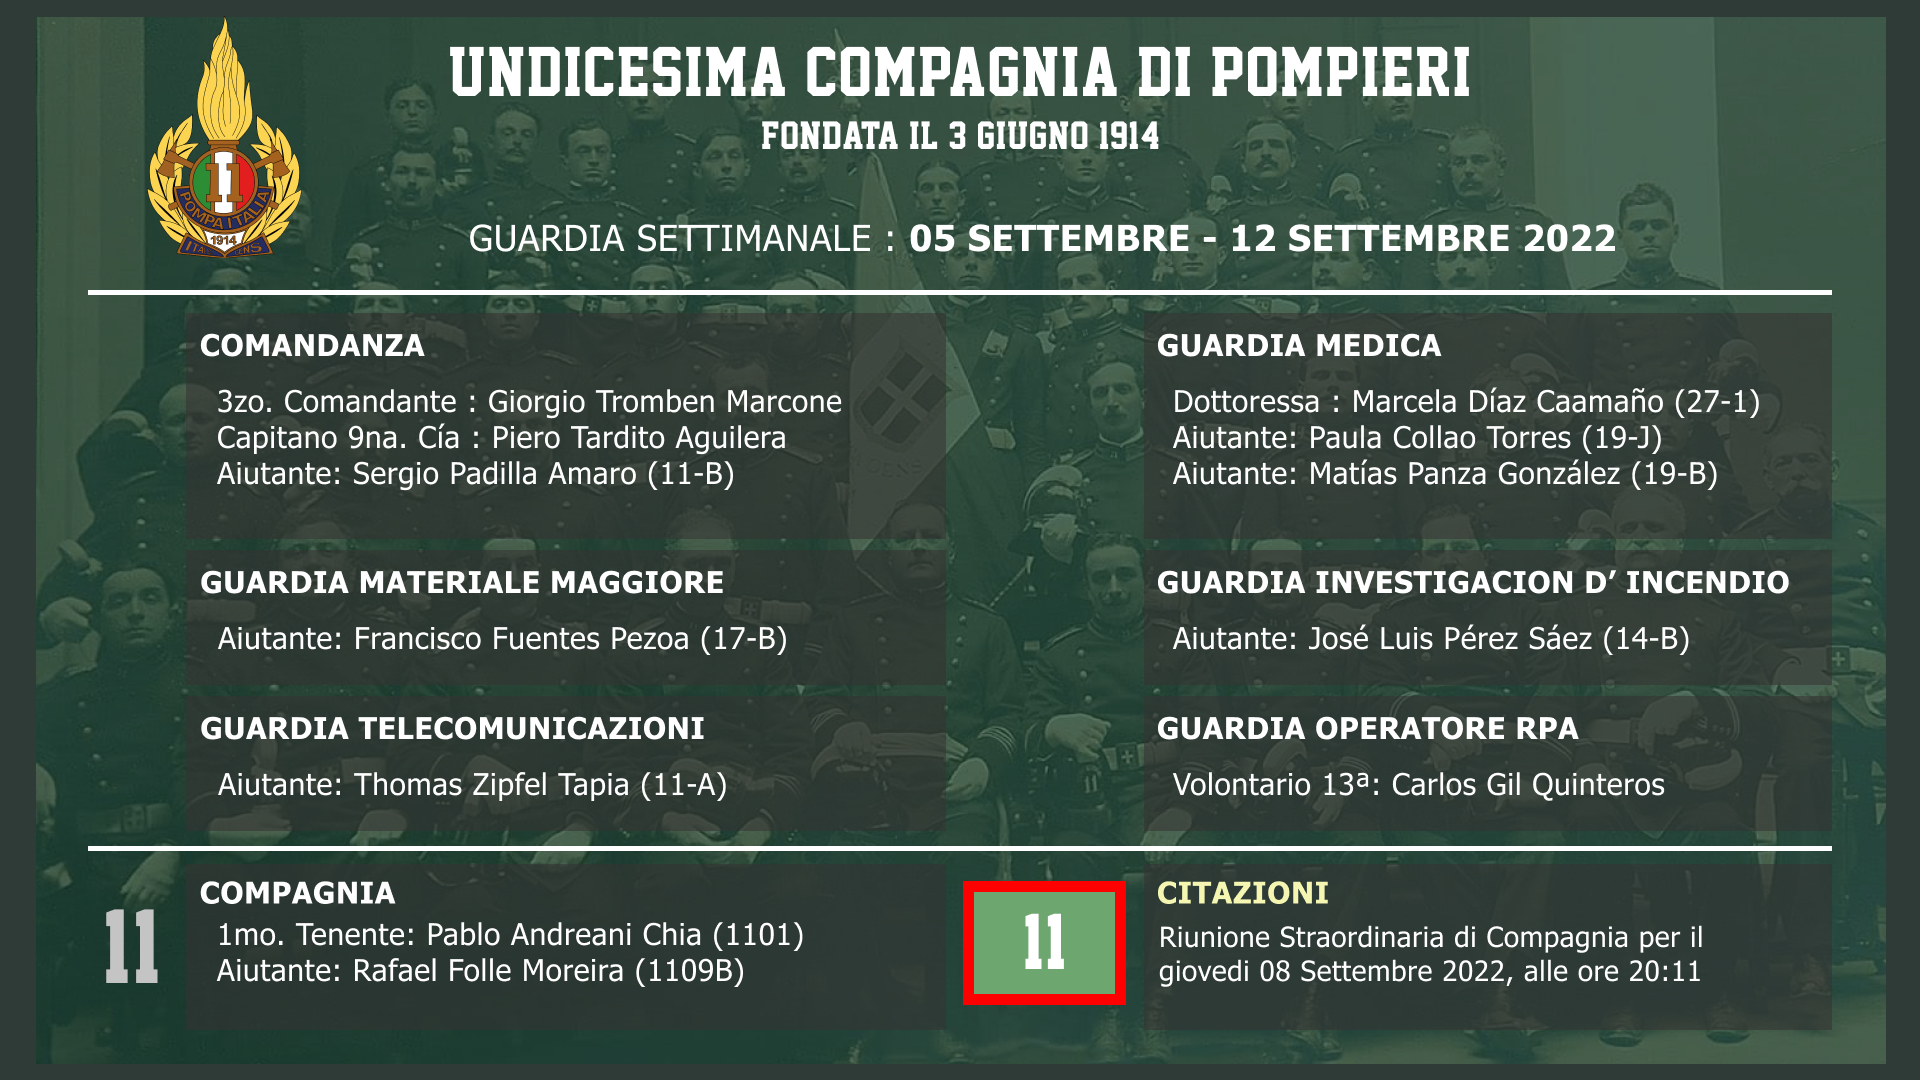 UNDICESIMA COMPAGNIA DI POMPIERI
FONDATA IL 3 GIUGNO 1914
11
POMPA ITALIA
1914
GUARDIA SETTIMANALE : 05 SETTEMBRE - 12 SETTEMBRE 2022
COMANDANZA
3zo. Comandante : Giorgio Tromben Marcone
Capitano 9na. Cía : Piero Tardito Aguilera
Aiutante: Sergio Padilla Amaro (11-B)
GUARDIA MEDICA
Dottoressa : Marcela Díaz Caamaño (27-1)
Aiutante: Paula Collao Torres (19-J)
Aiutante: Matías Panza González (19-B)
GUARDIA MATERIALE MAGGIORE
Aiutante: Francisco Fuentes Pezoa (17-B)
GUARDIA INVESTIGACION D’ INCENDIO
Aiutante: José Luis Pérez Sáez (14-B)
GUARDIA TELECOMUNICAZIONI
Aiutante: Thomas Zipfel Tapia (11-A)
GUARDIA OPERATORE RPA
Volontario 13ª: Carlos Gil Quinteros
11
COMPAGNIA
1mo. Tenente: Pablo Andreani Chia (1101)
Aiutante: Rafael Folle Moreira (1109B)
11
CITAZIONI
Riunione Straordinaria di Compagnia per il
giovedi 08 Settembre 2022, alle ore 20:11